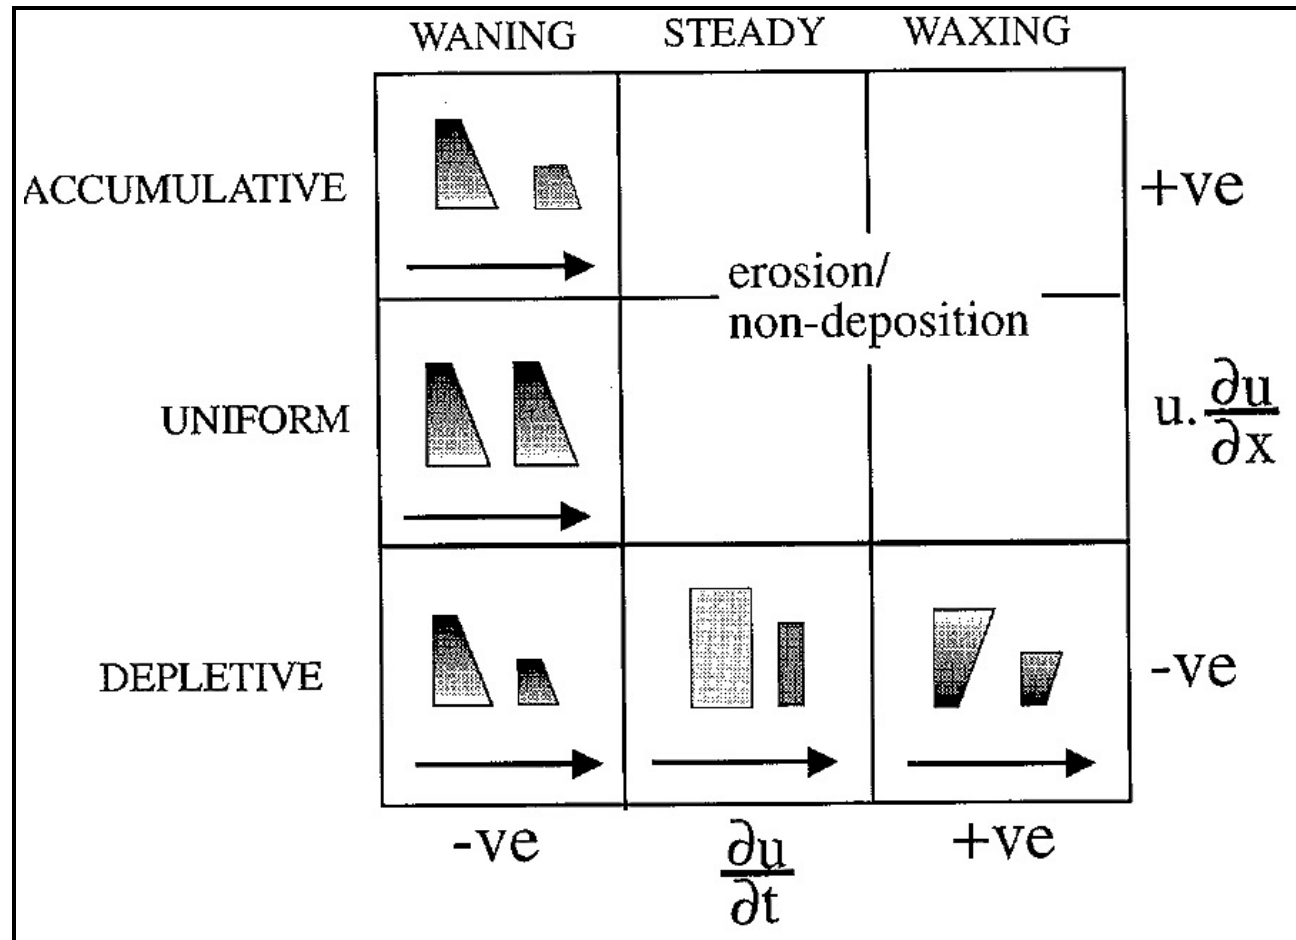 WANING STEADY WAXING
ACCUMULATIVE +ve
erosion/
non-deposition
UNIFORM u. ∂u/∂x
DEPLETIVE -ve
-ve ∂u/∂t +ve